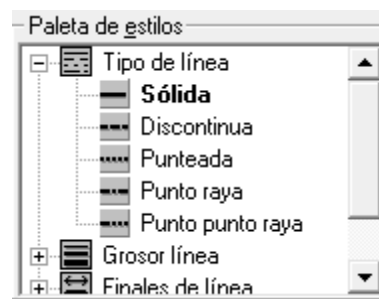 Paleta de estilos
Tipo de línea
Sólida
Discontinua
Punteada
Punto raya
Punto punto raya
Grosor línea
Finales de línea